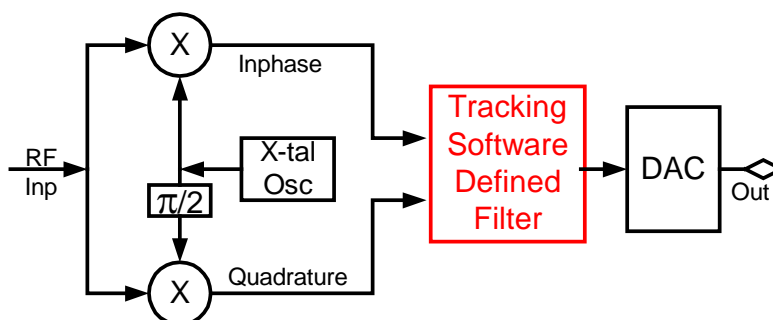 X
Inphase
RF
Inp
X-tal
Osc
π/2
Tracking
Software
Defined
Filter
DAC
Out
Quadrature
X